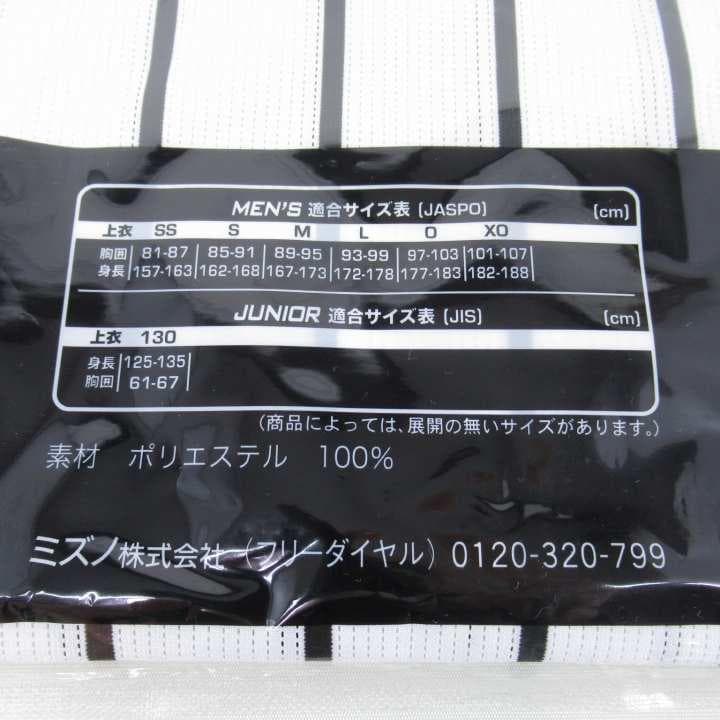 MEN'S 適合サイズ表 [JASPO] [cm]
上衣 SS S M L O XO
胸囲 81-87 85-91 89-95 93-99 97-103 101-107
身長 157-163 162-168 167-173 172-178 177-183 182-188
JUNIOR 適合サイズ表 [JIS] [cm]
上衣 130
身長 125-135
胸囲 61-67
(商品によっては、展開の無いサイズがあります。)
素材 ポリエステル 100%
ミズノ株式会社 (フリーダイヤル) 0120-320-799